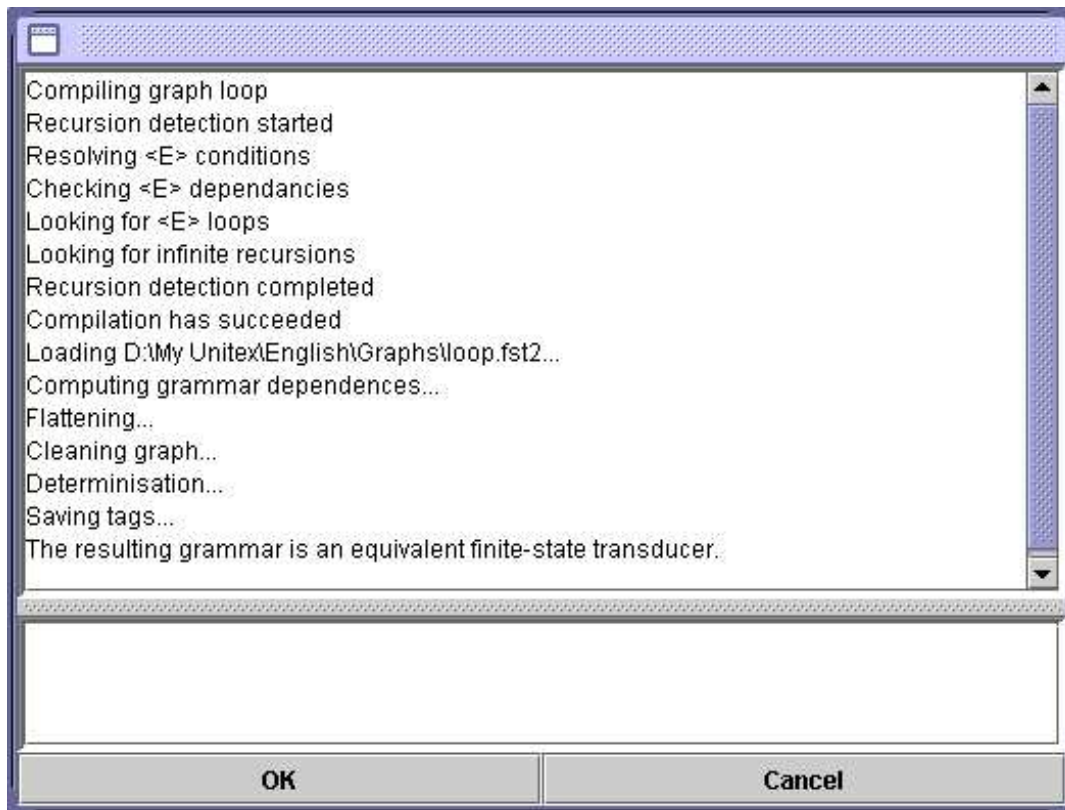 Compiling graph loop
Recursion detection started
Resolving <E> conditions
Checking <E> dependancies
Looking for <E> loops
Looking for infinite recursions
Recursion detection completed
Compilation has succeeded
Loading D:\My Unitex\English\Graphs\loop.fst2...
Computing grammar dependences...
Flattening...
Cleaning graph...
Determinisation...
Saving tags...
The resulting grammar is an equivalent finite-state transducer.
OK
Cancel